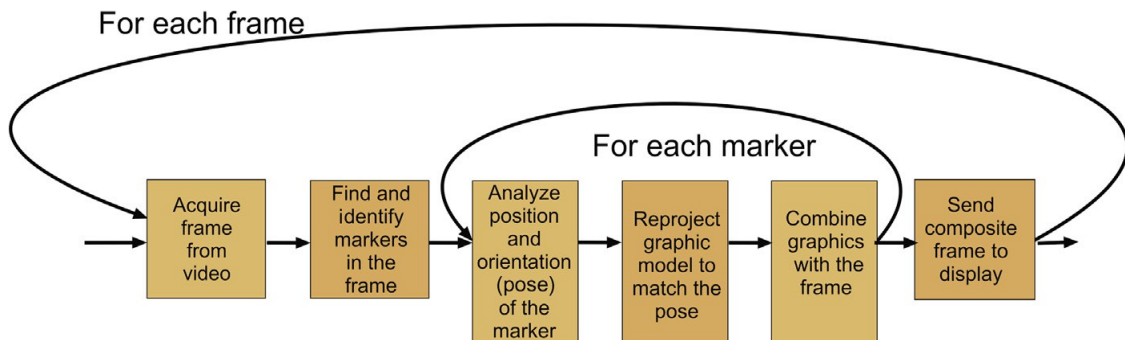 For each frame
For each marker
Acquire
frame
from
video
Find and
identify
markers
in the
frame
Analyze
position
and
orientation
(pose)
of the
marker
Reproject
graphic
model to
match the
pose
Combine
graphics
with the
frame
Send
composite
frame to
display